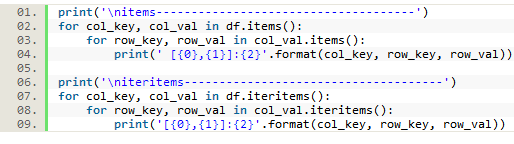 01. print('\nitems-------------------------------------')
02. for col_key, col_val in df.items():
03.     for row_key, row_val in col_val.items():
04.         print(' [{0},{1}]:{2}'.format(col_key, row_key, row_val))
05.
06. print('\niteritems-------------------------------------')
07. for col_key, col_val in df.iteritems():
08.     for row_key, row_val in col_val.iteritems():
09.         print('[{0},{1}]:{2}'.format(col_key, row_key, row_val))